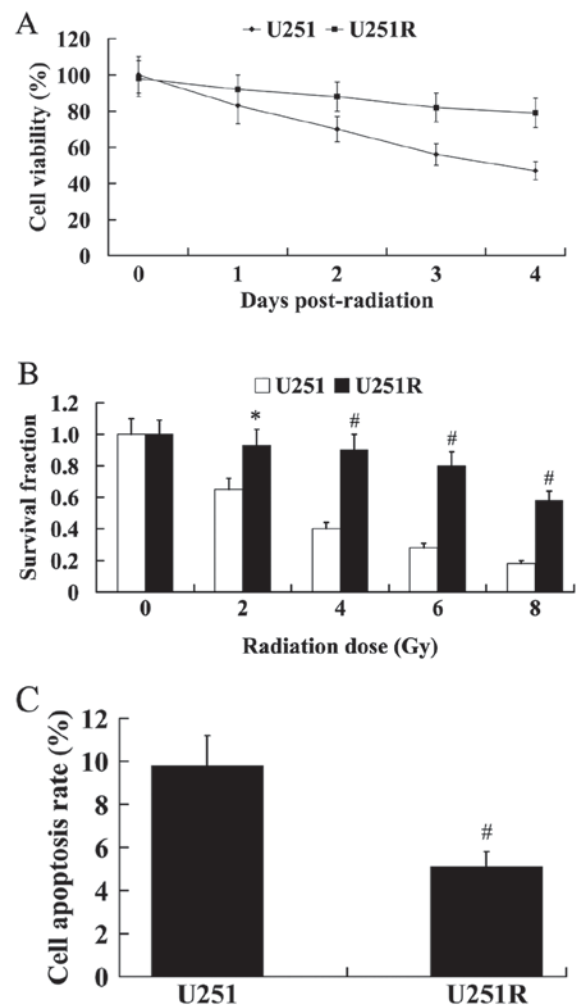 A
U251 U251R
Cell viability (%)
120
100
80
60
40
20
0
0 1 2 3 4
Days post-radiation
B
U251 U251R
Survival fraction
1.2
1.0
0.8
0.6
0.4
0.2
0
* # # #
0 2 4 6 8
Radiation dose (Gy)
C
Cell apoptosis rate (%)
12
10
8
6
4
2
0
#
U251 U251R